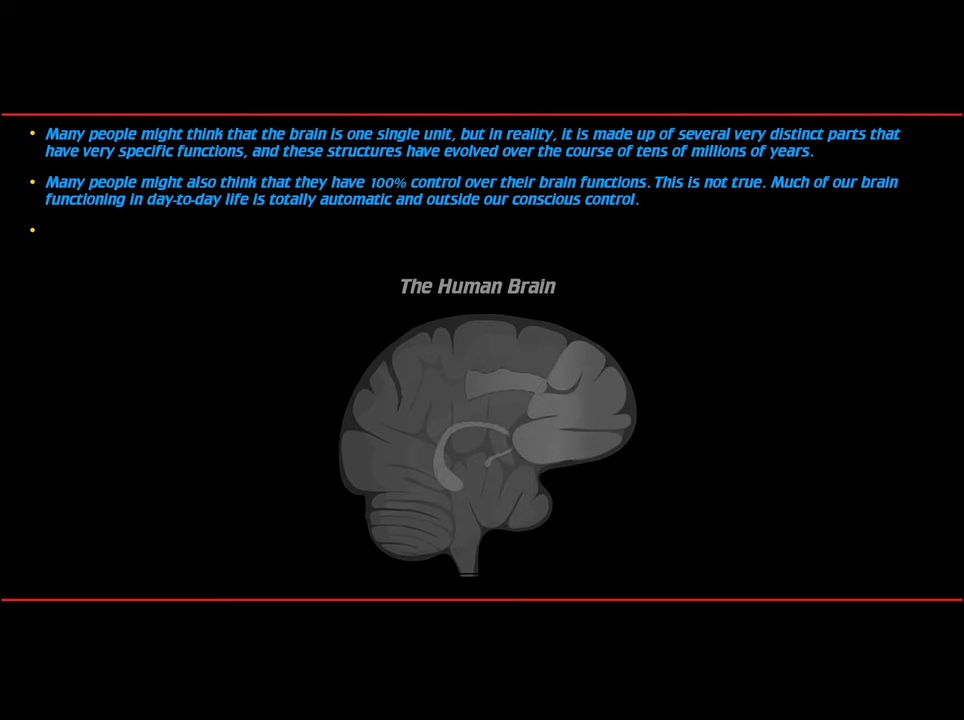 • Many people might think that the brain is one single unit, but in reality, it is made up of several very distinct parts that
have very specific functions, and these structures have evolved over the course of tens of millions of years.
• Many people might also think that they have 100% control over their brain functions. This is not true. Much of our brain
functioning in day-to-day life is totally automatic and outside our conscious control.
•
The Human Brain